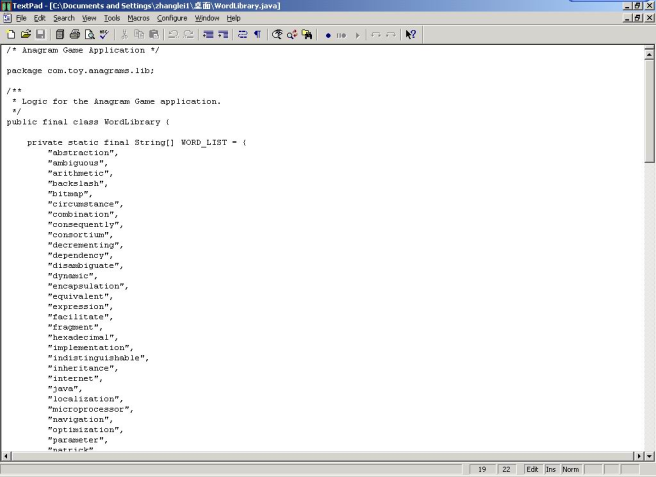 TextPad - [C:\Documents and Settings\zhanglei1\桌面\WordLibrary.java]
File Edit Search View Tools Macros Configure Window Help
/* Anagram Game Application */
package com.toy.anagrams.lib;
/**
* Logic for the Anagram Game application.
*/
public final class WordLibrary {
private static final String[] WORD_LIST = {
"abstraction",
"ambiguous",
"arithmetic",
"backslash",
"bitmap",
"circumstance",
"combination",
"consequently",
"consortium",
"decrementing",
"dependency",
"disambiguate",
"dynamic",
"encapsulation",
"equivalent",
"expression",
"facilitate",
"fragment",
"hexadecimal",
"implementation",
"indistinguishable",
"inheritance",
"internet",
"java",
"localization",
"microprocessor",
"navigation",
"optimization",
"parameter",
"patrick",
19 22 Edit Ins Norm